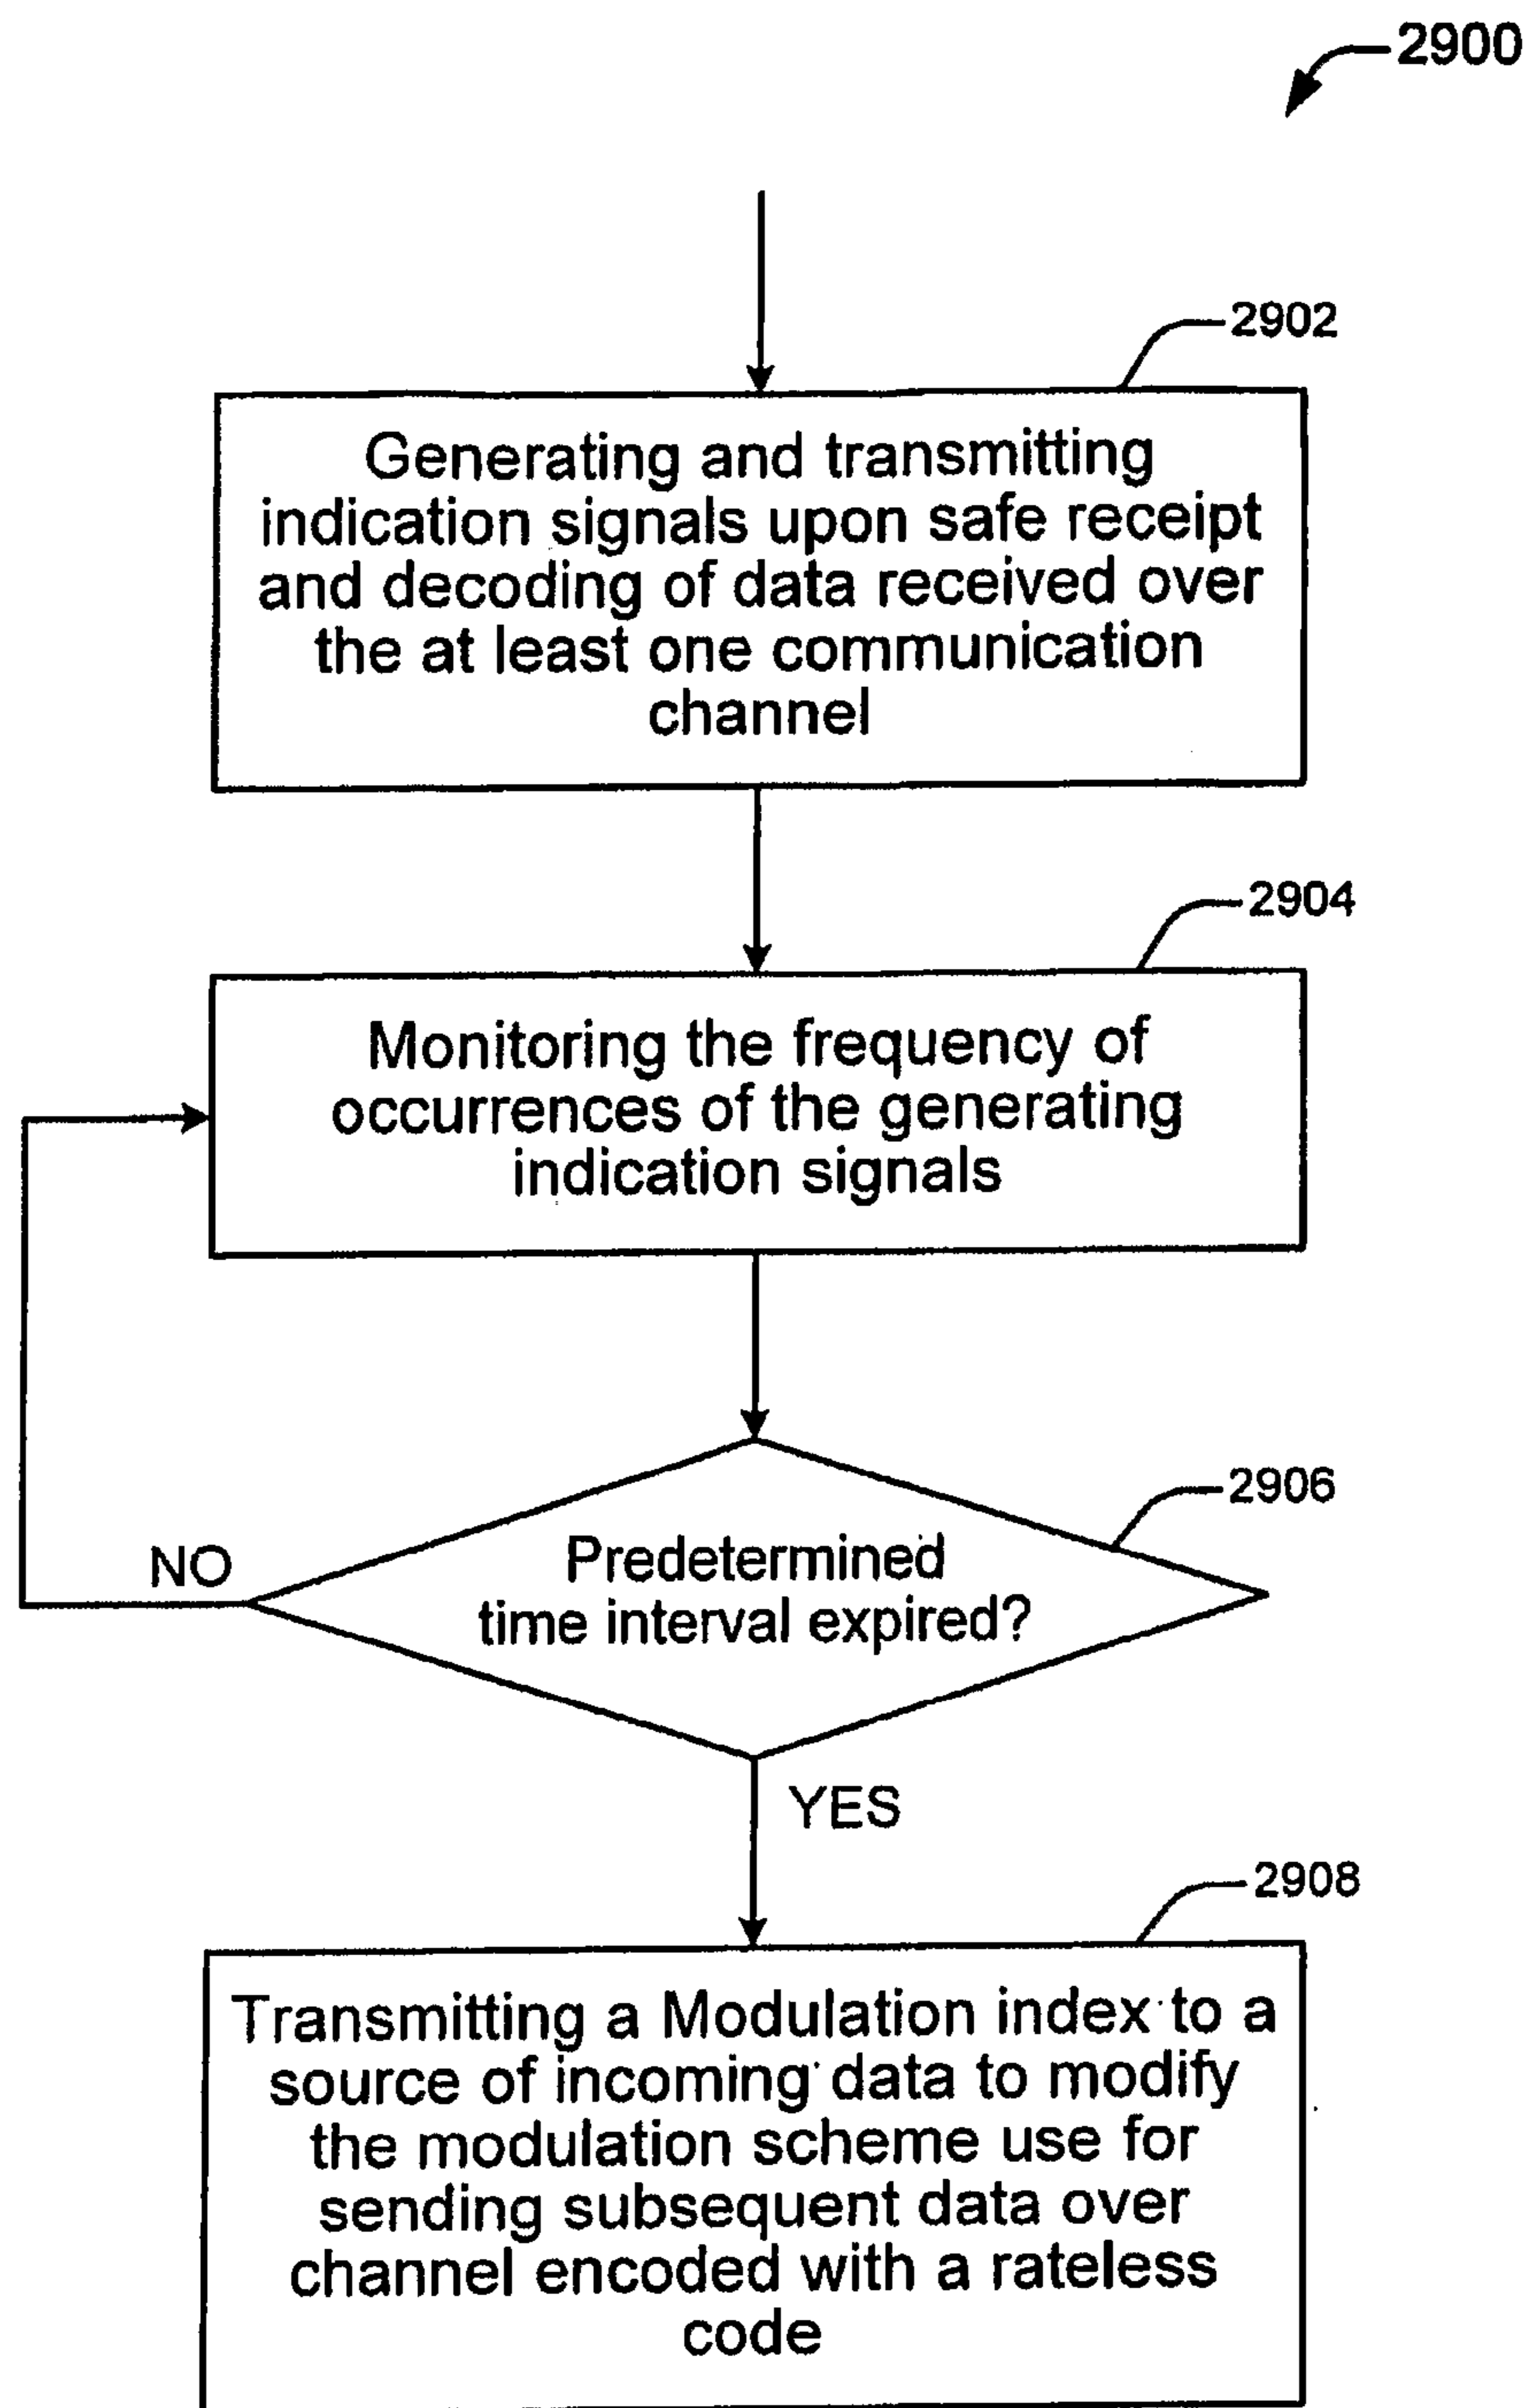 2900
2902
Generating and transmitting
indication signals upon safe receipt
and decoding of data received over
the at least one communication
channel
2904
Monitoring the frequency of
occurrences of the generating
indication signals
2906
Predetermined
time interval expired?
NO
YES
2908
Transmitting a Modulation index to a
source of incoming data to modify
the modulation scheme use for
sending subsequent data over
channel encoded with a rateless
code